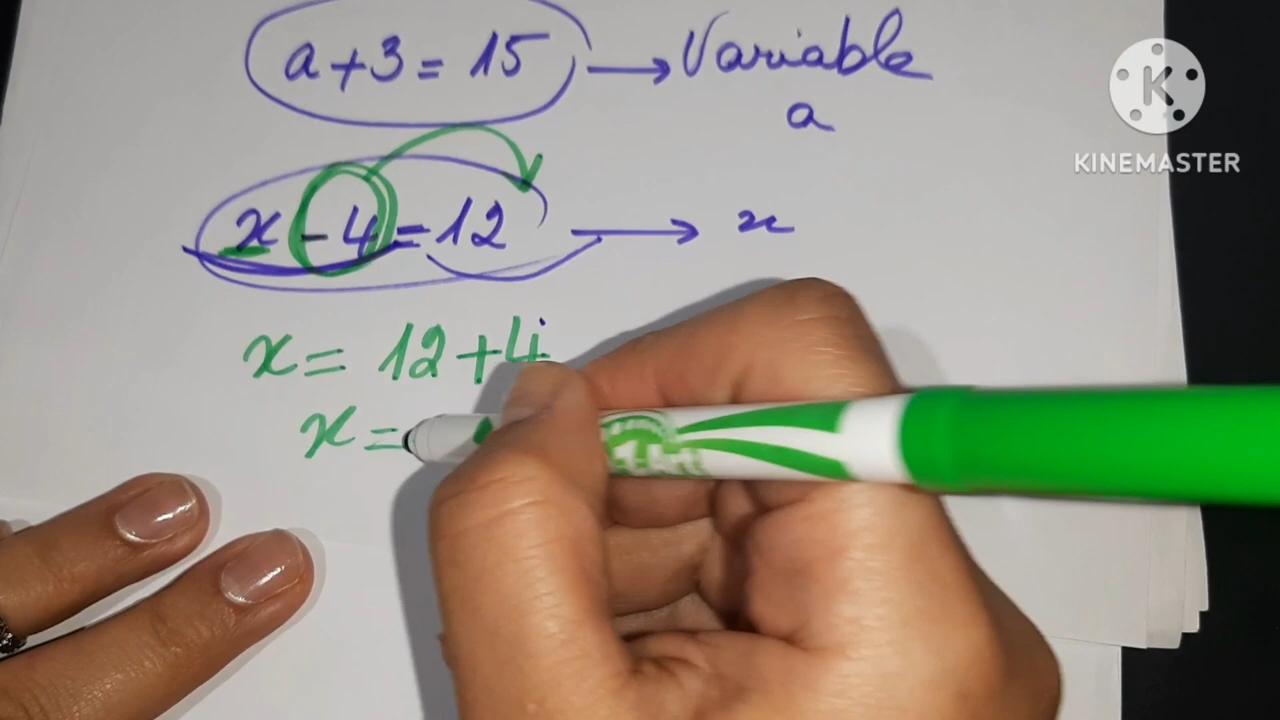 a + 3 = 15 → Variable
a
K
KINEMASTER
x - 4 = 12 → x
x = 12 + 4
x =